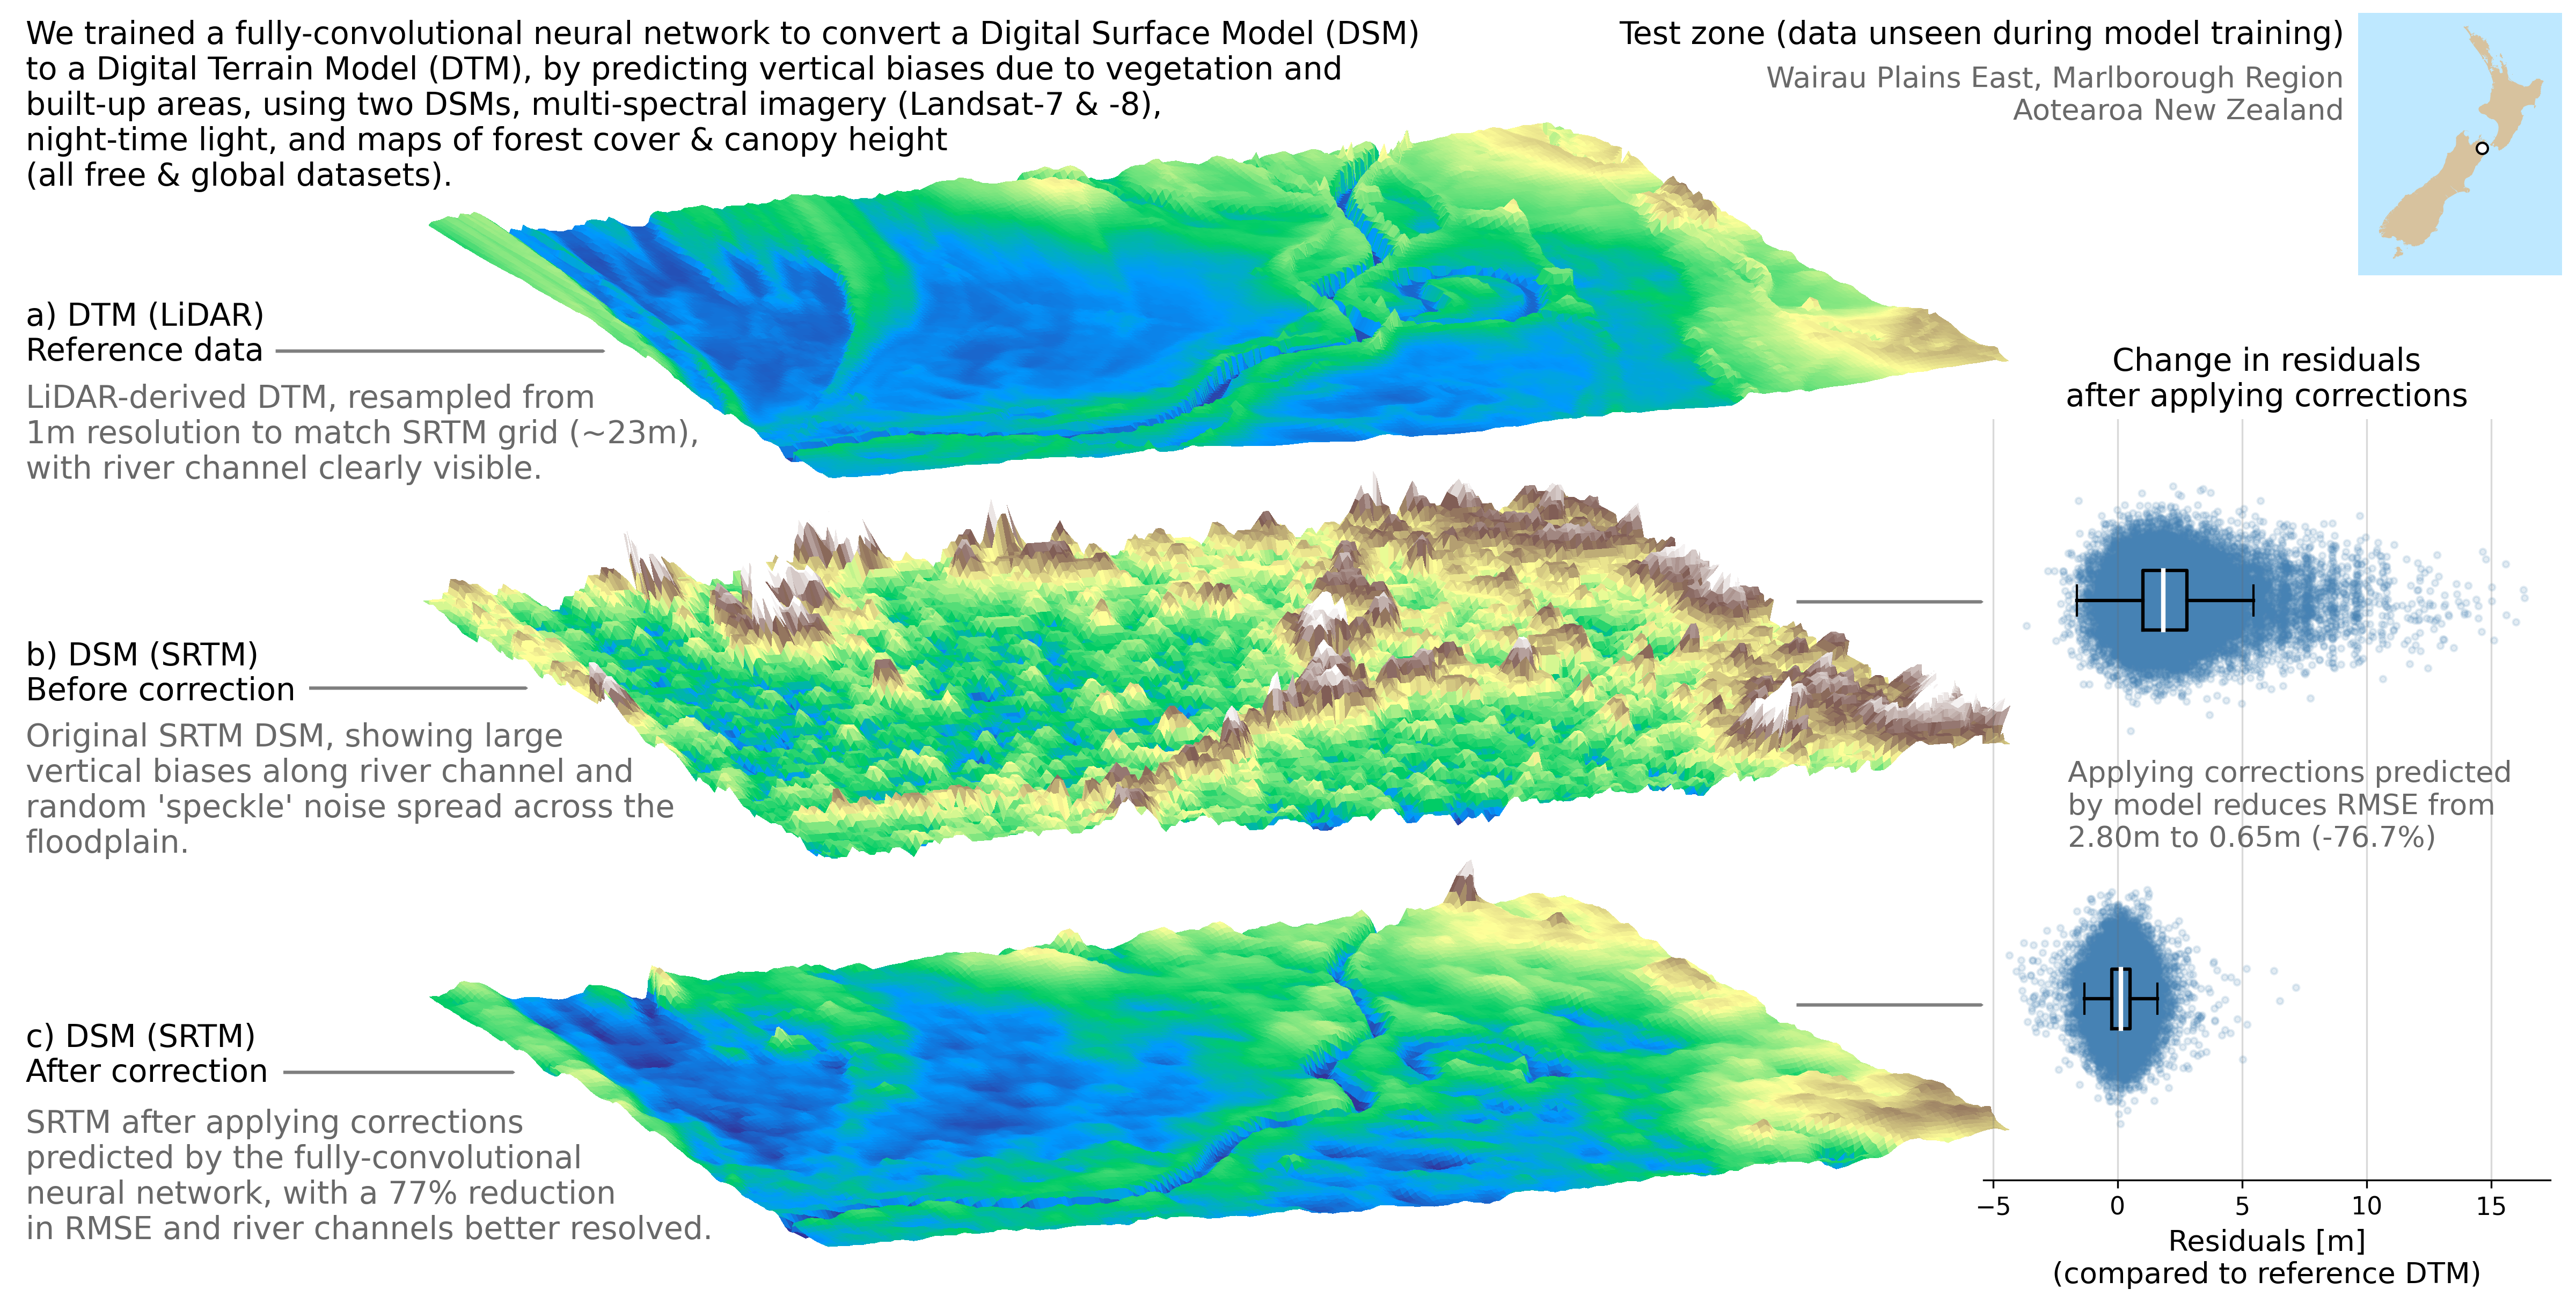 We trained a fully-convolutional neural network to convert a Digital Surface Model (DSM)
to a Digital Terrain Model (DTM), by predicting vertical biases due to vegetation and
built-up areas, using two DSMs, multi-spectral imagery (Landsat-7 & -8),
night-time light, and maps of forest cover & canopy height
(all free & global datasets).
Test zone (data unseen during model training)
Wairau Plains East, Marlborough Region
Aotearoa New Zealand
a) DTM (LiDAR)
Reference data
LiDAR-derived DTM, resampled from
1m resolution to match SRTM grid (~23m),
with river channel clearly visible.
b) DSM (SRTM)
Before correction
Original SRTM DSM, showing large
vertical biases along river channel and
random 'speckle' noise spread across the
floodplain.
c) DSM (SRTM)
After correction
SRTM after applying corrections
predicted by the fully-convolutional
neural network, with a 77% reduction
in RMSE and river channels better resolved.
Change in residuals
after applying corrections
Applying corrections predicted
by model reduces RMSE from
2.80m to 0.65m (-76.7%)
−5 0 5 10 15
Residuals [m]
(compared to reference DTM)